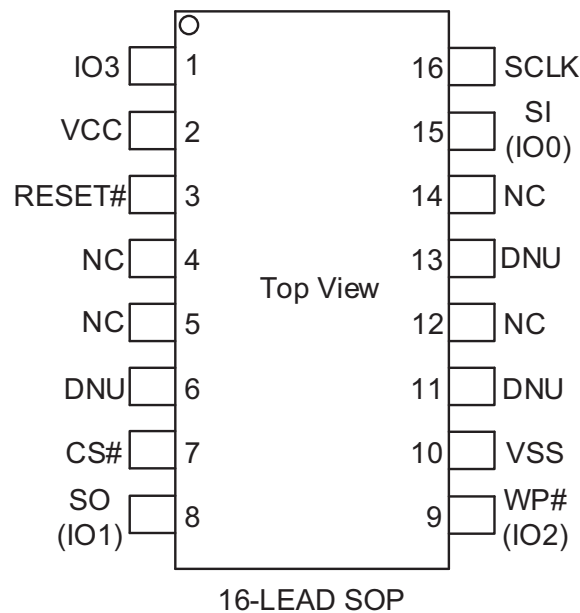 IO3 1 16 SCLK
VCC 2 15 SI
(IO0)
RESET# 3 14 NC
NC 4 13 DNU
Top View
NC 5 12 NC
DNU 6 11 DNU
CS# 7 10 VSS
SO 8 9 WP#
(IO1) (IO2)
16-LEAD SOP